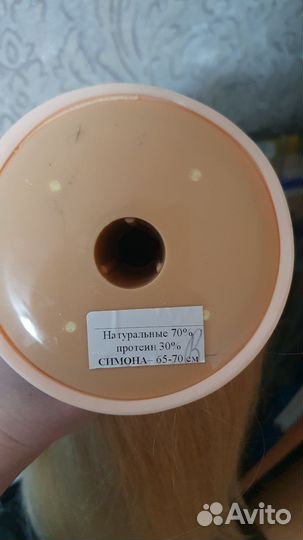 Натуральные 70%
протеин 30%
СИМОНА– 65-70 см
Avito